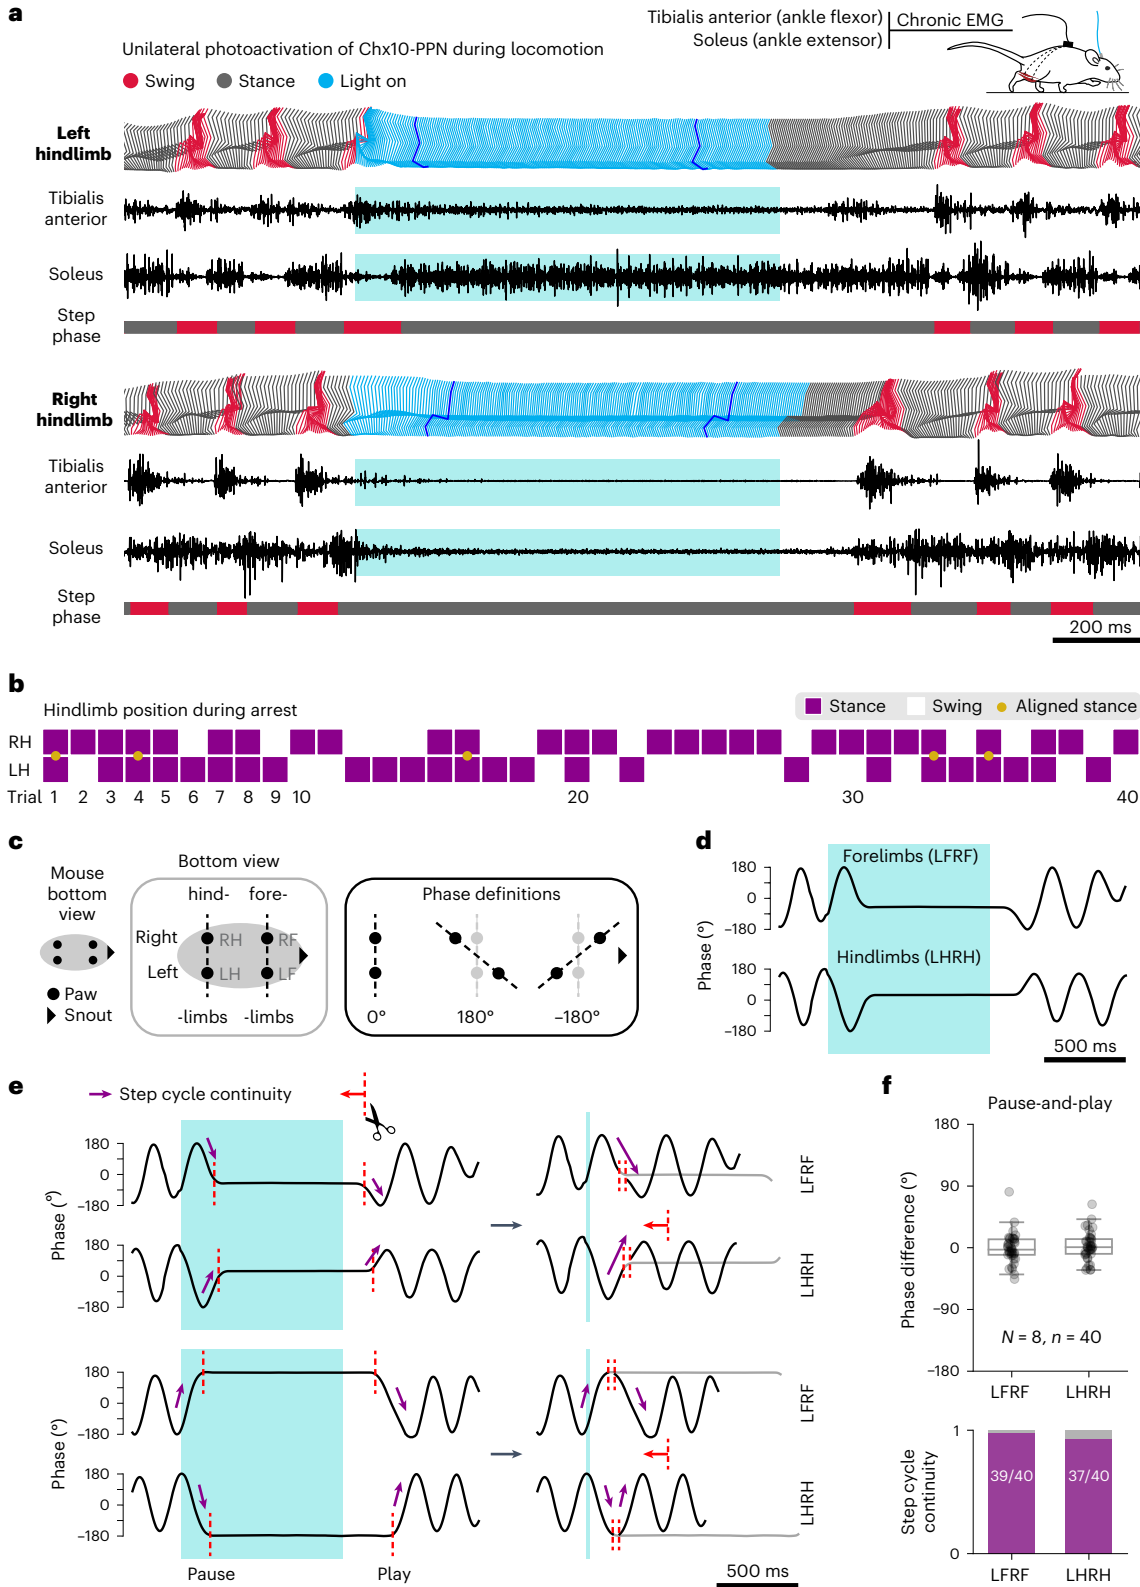 a
Tibialis anterior (ankle flexor)
Soleus (ankle extensor)
Chronic EMG
Unilateral photoactivation of Chx10-PPN during locomotion
Swing
Stance
Light on
Left
hindlimb
Tibialis
anterior
Soleus
Step
phase
Right
hindlimb
Tibialis
anterior
Soleus
Step
phase
200 ms
b
Hindlimb position during arrest
Stance
Swing
Aligned stance
RH
LH
Trial 1 2 3 4 5 6 7 8 9 10 20 30 40
c
Mouse
bottom
view
Paw
Snout
Bottom view
hind- fore-
Right RH RF
Left LH LF
-limbs -limbs
Phase definitions
0° 180° −180°
d
Phase (°)
Forelimbs (LFRF)
180
0
−180
Hindlimbs (LHRH)
180
0
−180
500 ms
e
Step cycle continuity
Phase (°)
180
0
−180
LFRF
180
0
−180
LHRH
Phase (°)
180
0
−180
LFRF
180
0
−180
LHRH
Pause
Play
500 ms
f
Pause-and-play
Phase difference (°)
180
90
0
−90
−180
N = 8, n = 40
LFRF LHRH
Step cycle
continuity
1
0
39/40 37/40
LFRF LHRH